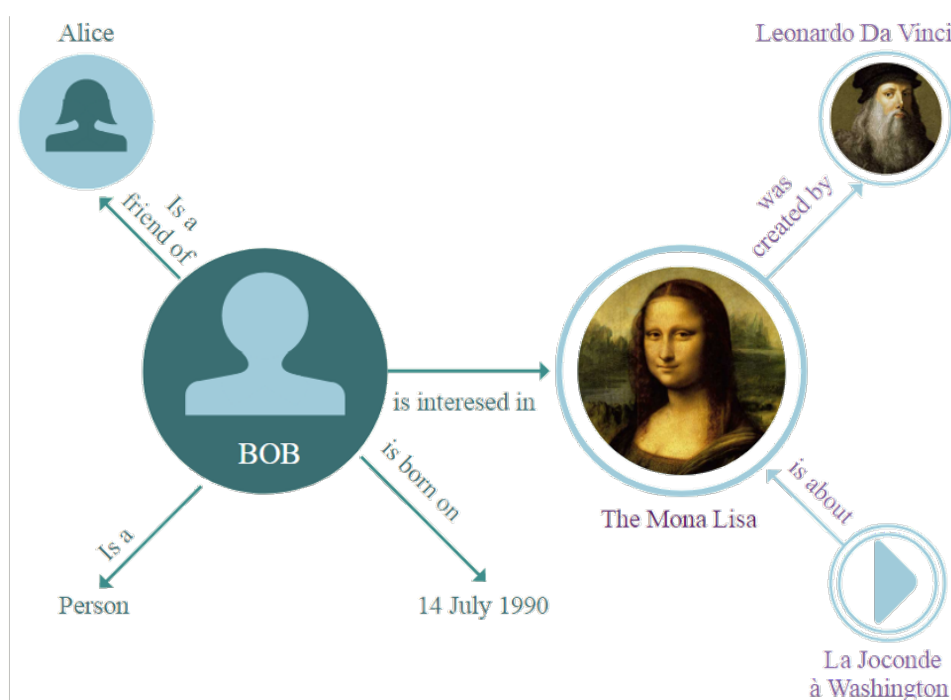 Alice
Leonardo Da Vinci
Is a
friend of
was
created by
is interesed in
BOB
is born on
is about
The Mona Lisa
Is a
Person
14 July 1990
La Joconde
à Washington